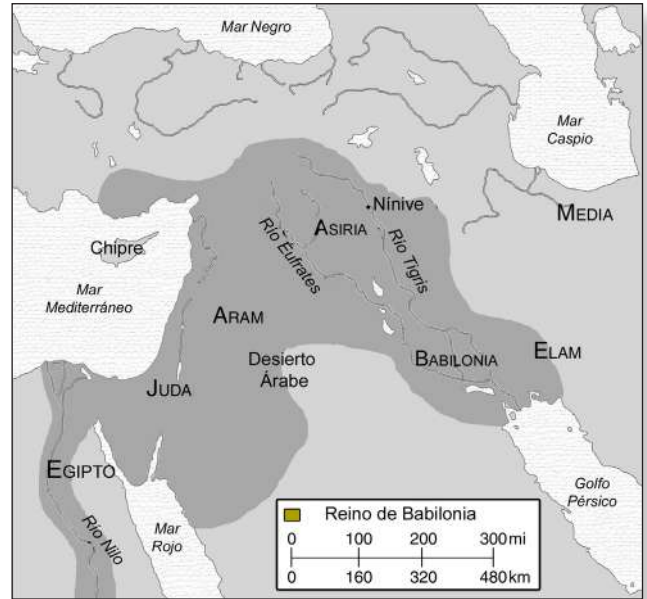 Mar Negro
Mar
Caspio
Nínive
MEDIA
ASIRIA
Río Éufrates
Río Tigris
Chipre
Mar
Mediterráneo
ARAM
ELAM
BABILONIA
Desierto
Árabe
JUDA
EGIPTO
Río Nilo
Mar
Rojo
Golfo
Pérsico
Reino de Babilonia
0 100 200 300 mi
0 160 320 480 km